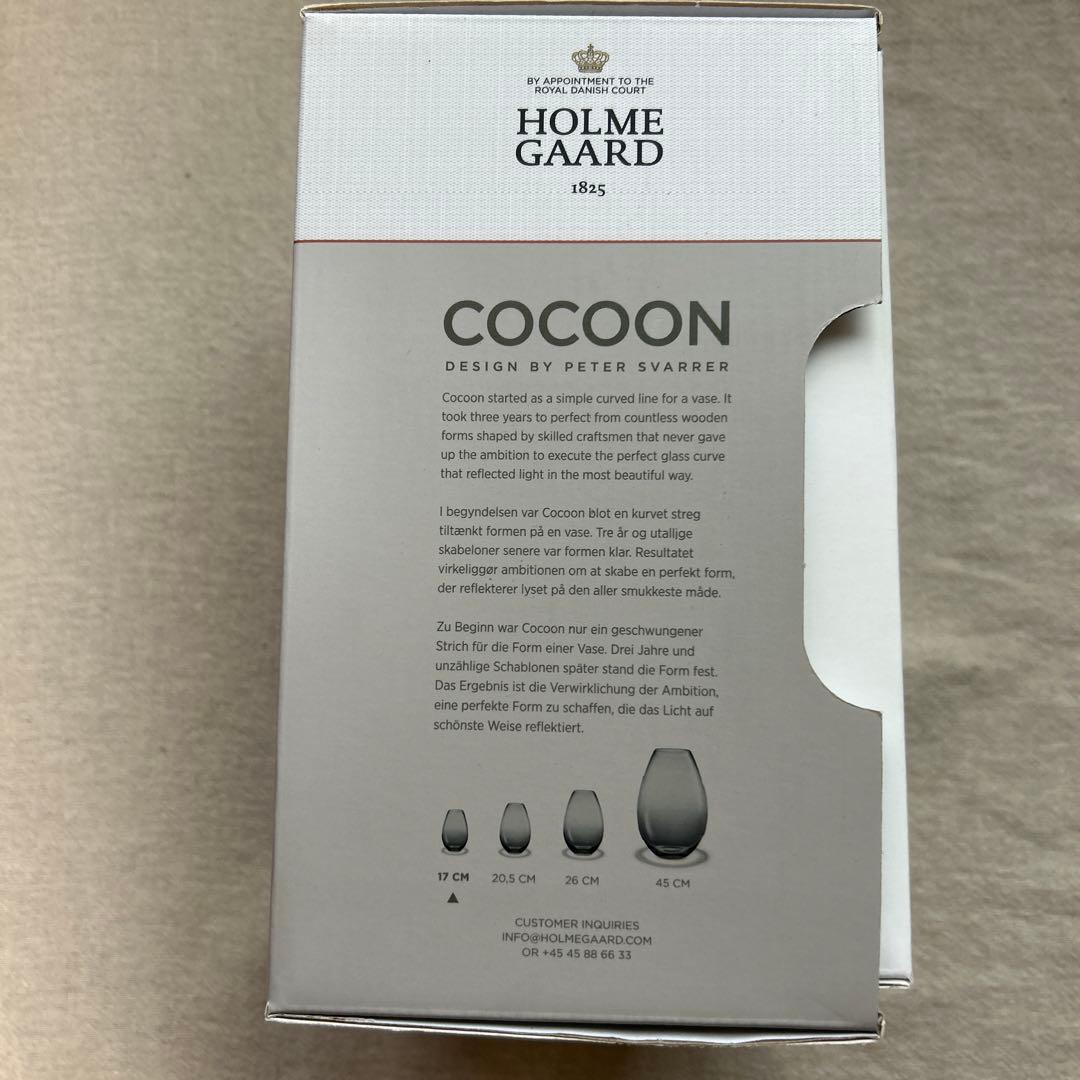 BY APPOINTMENT TO THE
ROYAL DANISH COURT
HOLME
GAARD
1825
COCOON
DESIGN BY PETER SVARRER
Cocoon started as a simple curved line for a vase. It
took three years to perfect from countless wooden
forms shaped by skilled craftsmen that never gave
up the ambition to execute the perfect glass curve
that reflected light in the most beautiful way.
I begyndelsen var Cocoon blot en kurvet streg
tiltænkt formen på en vase. Tre år og utallige
skabeloner senere var formen klar. Resultatet
virkeliggør ambitionen om at skabe en perfekt form,
der reflekterer lyset på den aller smukkeste måde.
Zu Beginn war Cocoon nur ein geschwungener
Strich für die Form einer Vase. Drei Jahre und
unzählige Schablonen später stand die Form fest.
Das Ergebnis ist die Verwirklichung der Ambition,
eine perfekte Form zu schaffen, die das Licht auf
schönste Weise reflektiert.
17 CM 20,5 CM 26 CM 45 CM
CUSTOMER INQUIRIES
INFO@HOLMEGAARD.COM
OR +45 45 88 66 33